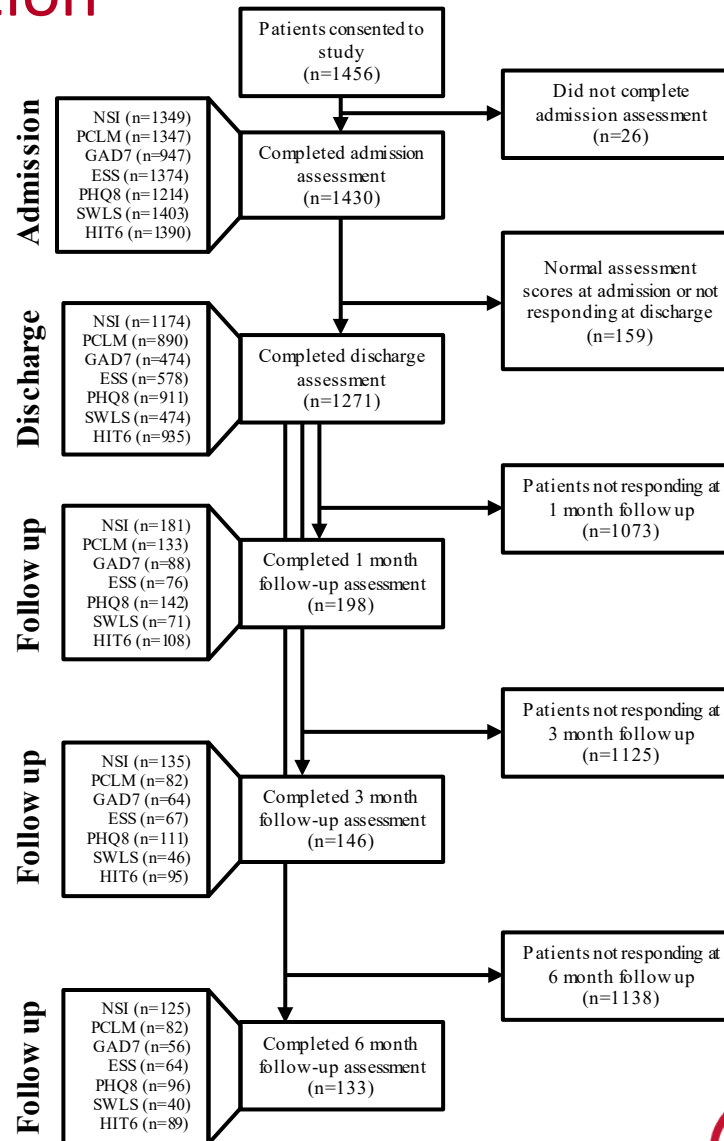 Patients consented to
study
(n=1456)
Did not complete
admission assessment
(n=26)
Admission
NSI (n=1349)
PCLM (n=1347)
GAD7 (n=947)
ESS (n=1374)
PHQ8 (n=1214)
SWLS (n=1403)
HIT6 (n=1390)
Completed admission
assessment
(n=1430)
Normal assessment
scores at admission or not
responding at discharge
(n=159)
Discharge
NSI (n=1174)
PCLM (n=890)
GAD7 (n=474)
ESS (n=578)
PHQ8 (n=911)
SWLS (n=474)
HIT6 (n=935)
Completed discharge
assessment
(n=1271)
Patients not responding at
1 month follow up
(n=1073)
Follow up
NSI (n=181)
PCLM (n=133)
GAD7 (n=88)
ESS (n=76)
PHQ8 (n=142)
SWLS (n=71)
HIT6 (n=108)
Completed 1 month
follow-up assessment
(n=198)
Patients not responding at
3 month follow up
(n=1125)
Follow up
NSI (n=135)
PCLM (n=82)
GAD7 (n=64)
ESS (n=67)
PHQ8 (n=111)
SWLS (n=46)
HIT6 (n=95)
Completed 3 month
follow-up assessment
(n=146)
Patients not responding at
6 month follow up
(n=1138)
Follow up
NSI (n=125)
PCLM (n=82)
GAD7 (n=56)
ESS (n=64)
PHQ8 (n=96)
SWLS (n=40)
HIT6 (n=89)
Completed 6 month
follow-up assessment
(n=133)